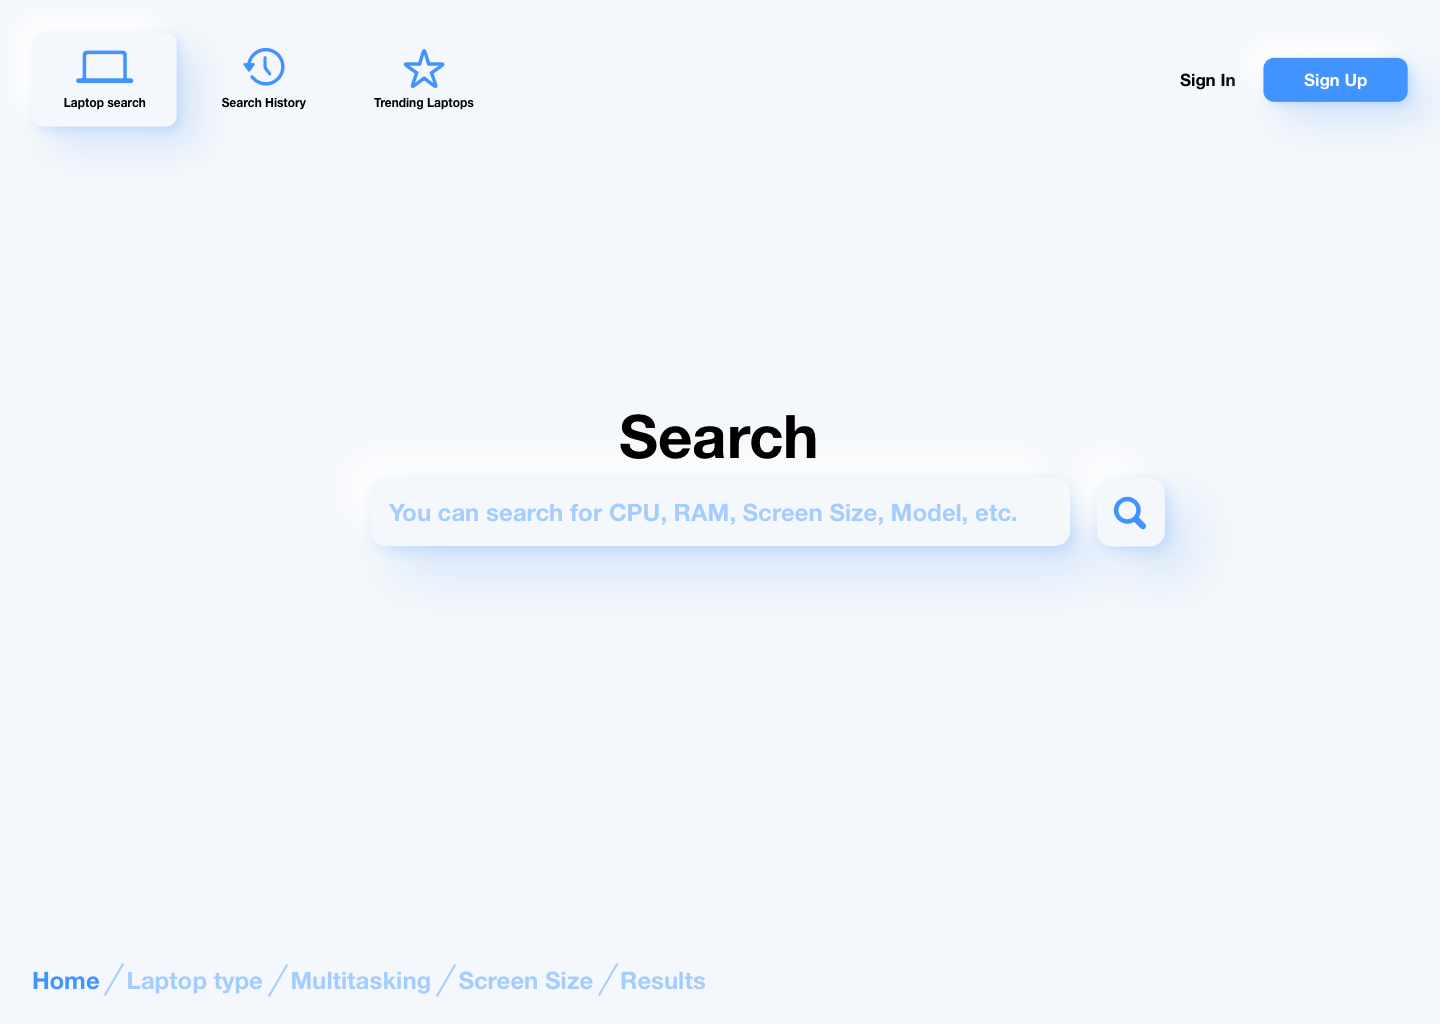 Laptop search
Search History
Trending Laptops
Sign In
Sign Up
Search
You can search for CPU, RAM, Screen Size, Model, etc.
Home / Laptop type / Multitasking / Screen Size / Results